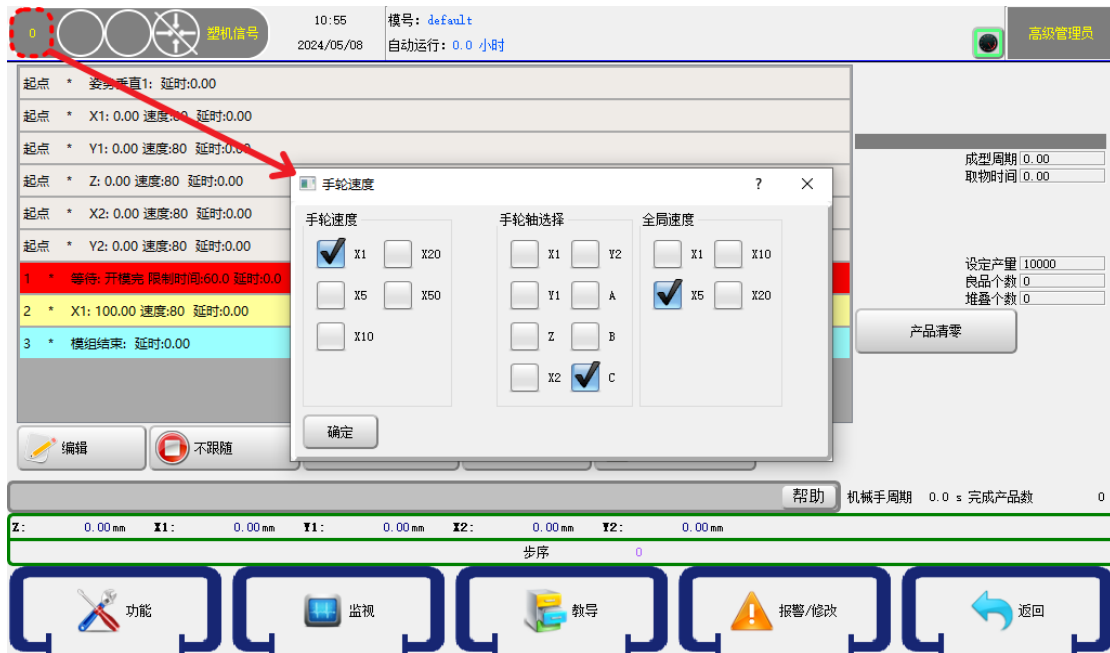 0
塑机信号
10:55
2024/05/08
模号: default
自动运行: 0.0 小时
高级管理员
起点 * 姿势垂直1: 延时:0.00
起点 * X1: 0.00 速度:80 延时:0.00
起点 * Y1: 0.00 速度:80 延时:0.00
起点 * Z: 0.00 速度:80 延时:0.00
起点 * X2: 0.00 速度:80 延时:0.00
起点 * Y2: 0.00 速度:80 延时:0.00
1 * 等待: 开模完 限制时间:60.0 延时:0.0
2 * X1: 100.00 速度:80 延时:0.00
3 * 模组结束: 延时:0.00
手轮速度 ? ×
手轮速度 手轮轴选择 全局速度
X1 X20 X1 Y2 X1 X10
X5 X50 Y1 A X5 X20
X10 Z B
X2 C
确定
成型周期 0.00
取物时间 0.00
设定产量 10000
良品个数 0
堆叠个数 0
产品清零
编辑 不跟随
帮助 机械手周期 0.0 s 完成产品数 0
Z: 0.00mm X1: 0.00mm Y1: 0.00mm X2: 0.00mm Y2: 0.00mm
步序 0
功能 监视 教导 报警/修改 返回